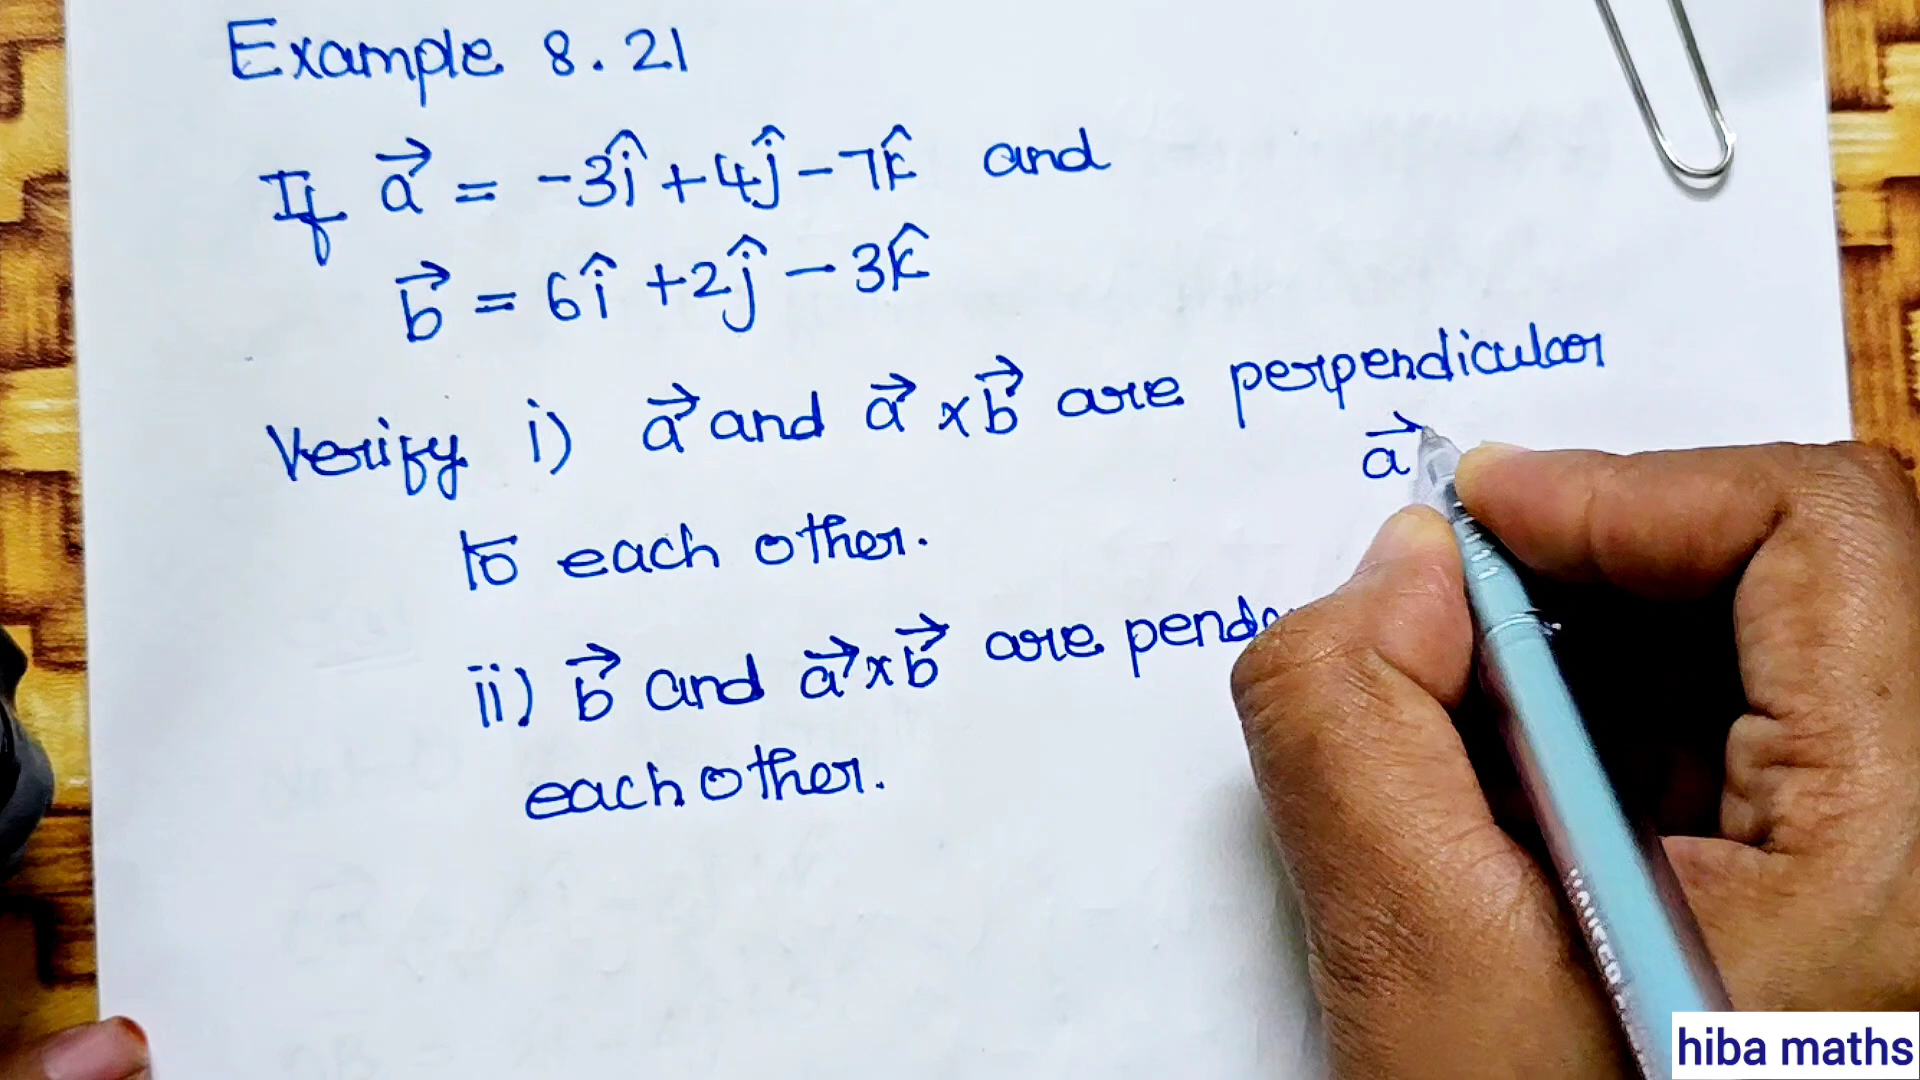 Example 8.21
If a⃗ = -3î + 4ĵ - 7k̂ and
b⃗ = 6î + 2ĵ - 3k̂
Verify i) a⃗ and a⃗ × b⃗ are perpendicular
a⃗
to each other.
ii) b⃗ and a⃗ × b⃗ are
each other.
hiba maths